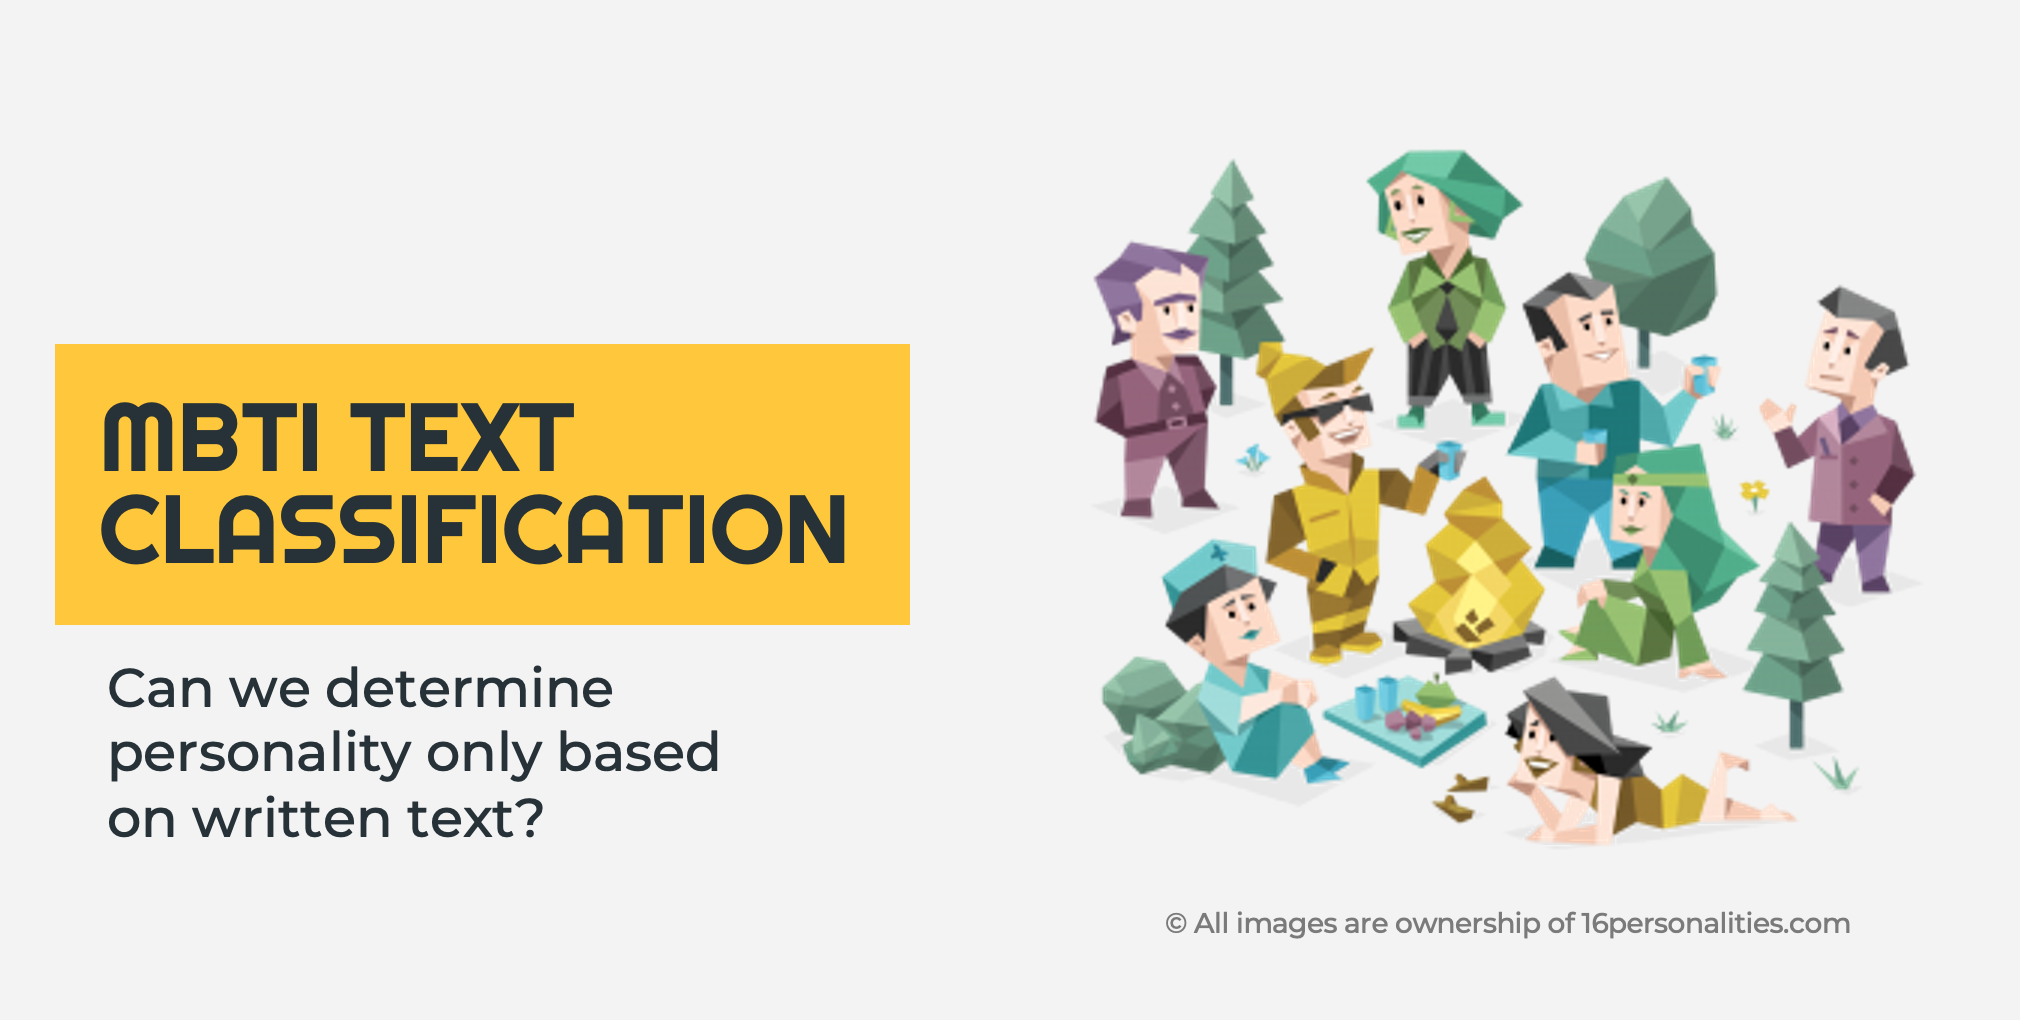 MBTI TEXT
CLASSIFICATION
Can we determine
personality only based
on written text?
© All images are ownership of 16personalities.com